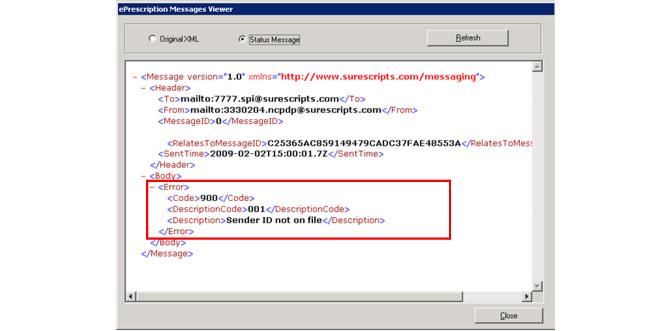 ePrescription Messages Viewer
Original XML Status Message Refresh
- <Message version="1.0" xmlns="http://www.surescripts.com/messaging">
- <Header>
<To>mailto:7777.spi@surescripts.com</To>
<From>mailto:3330204.ncpdp@surescripts.com</From>
<MessageID>0</MessageID>
<RelatesToMessageID>C25365AC859149479CADC37FAE48553A</RelatesToMess
<SentTime>2009-02-02T15:00:01.7Z</SentTime>
</Header>
- <Body>
- <Error>
<Code>900</Code>
<DescriptionCode>001</DescriptionCode>
<Description>Sender ID not on file</Description>
</Error>
</Body>
</Message>
Close